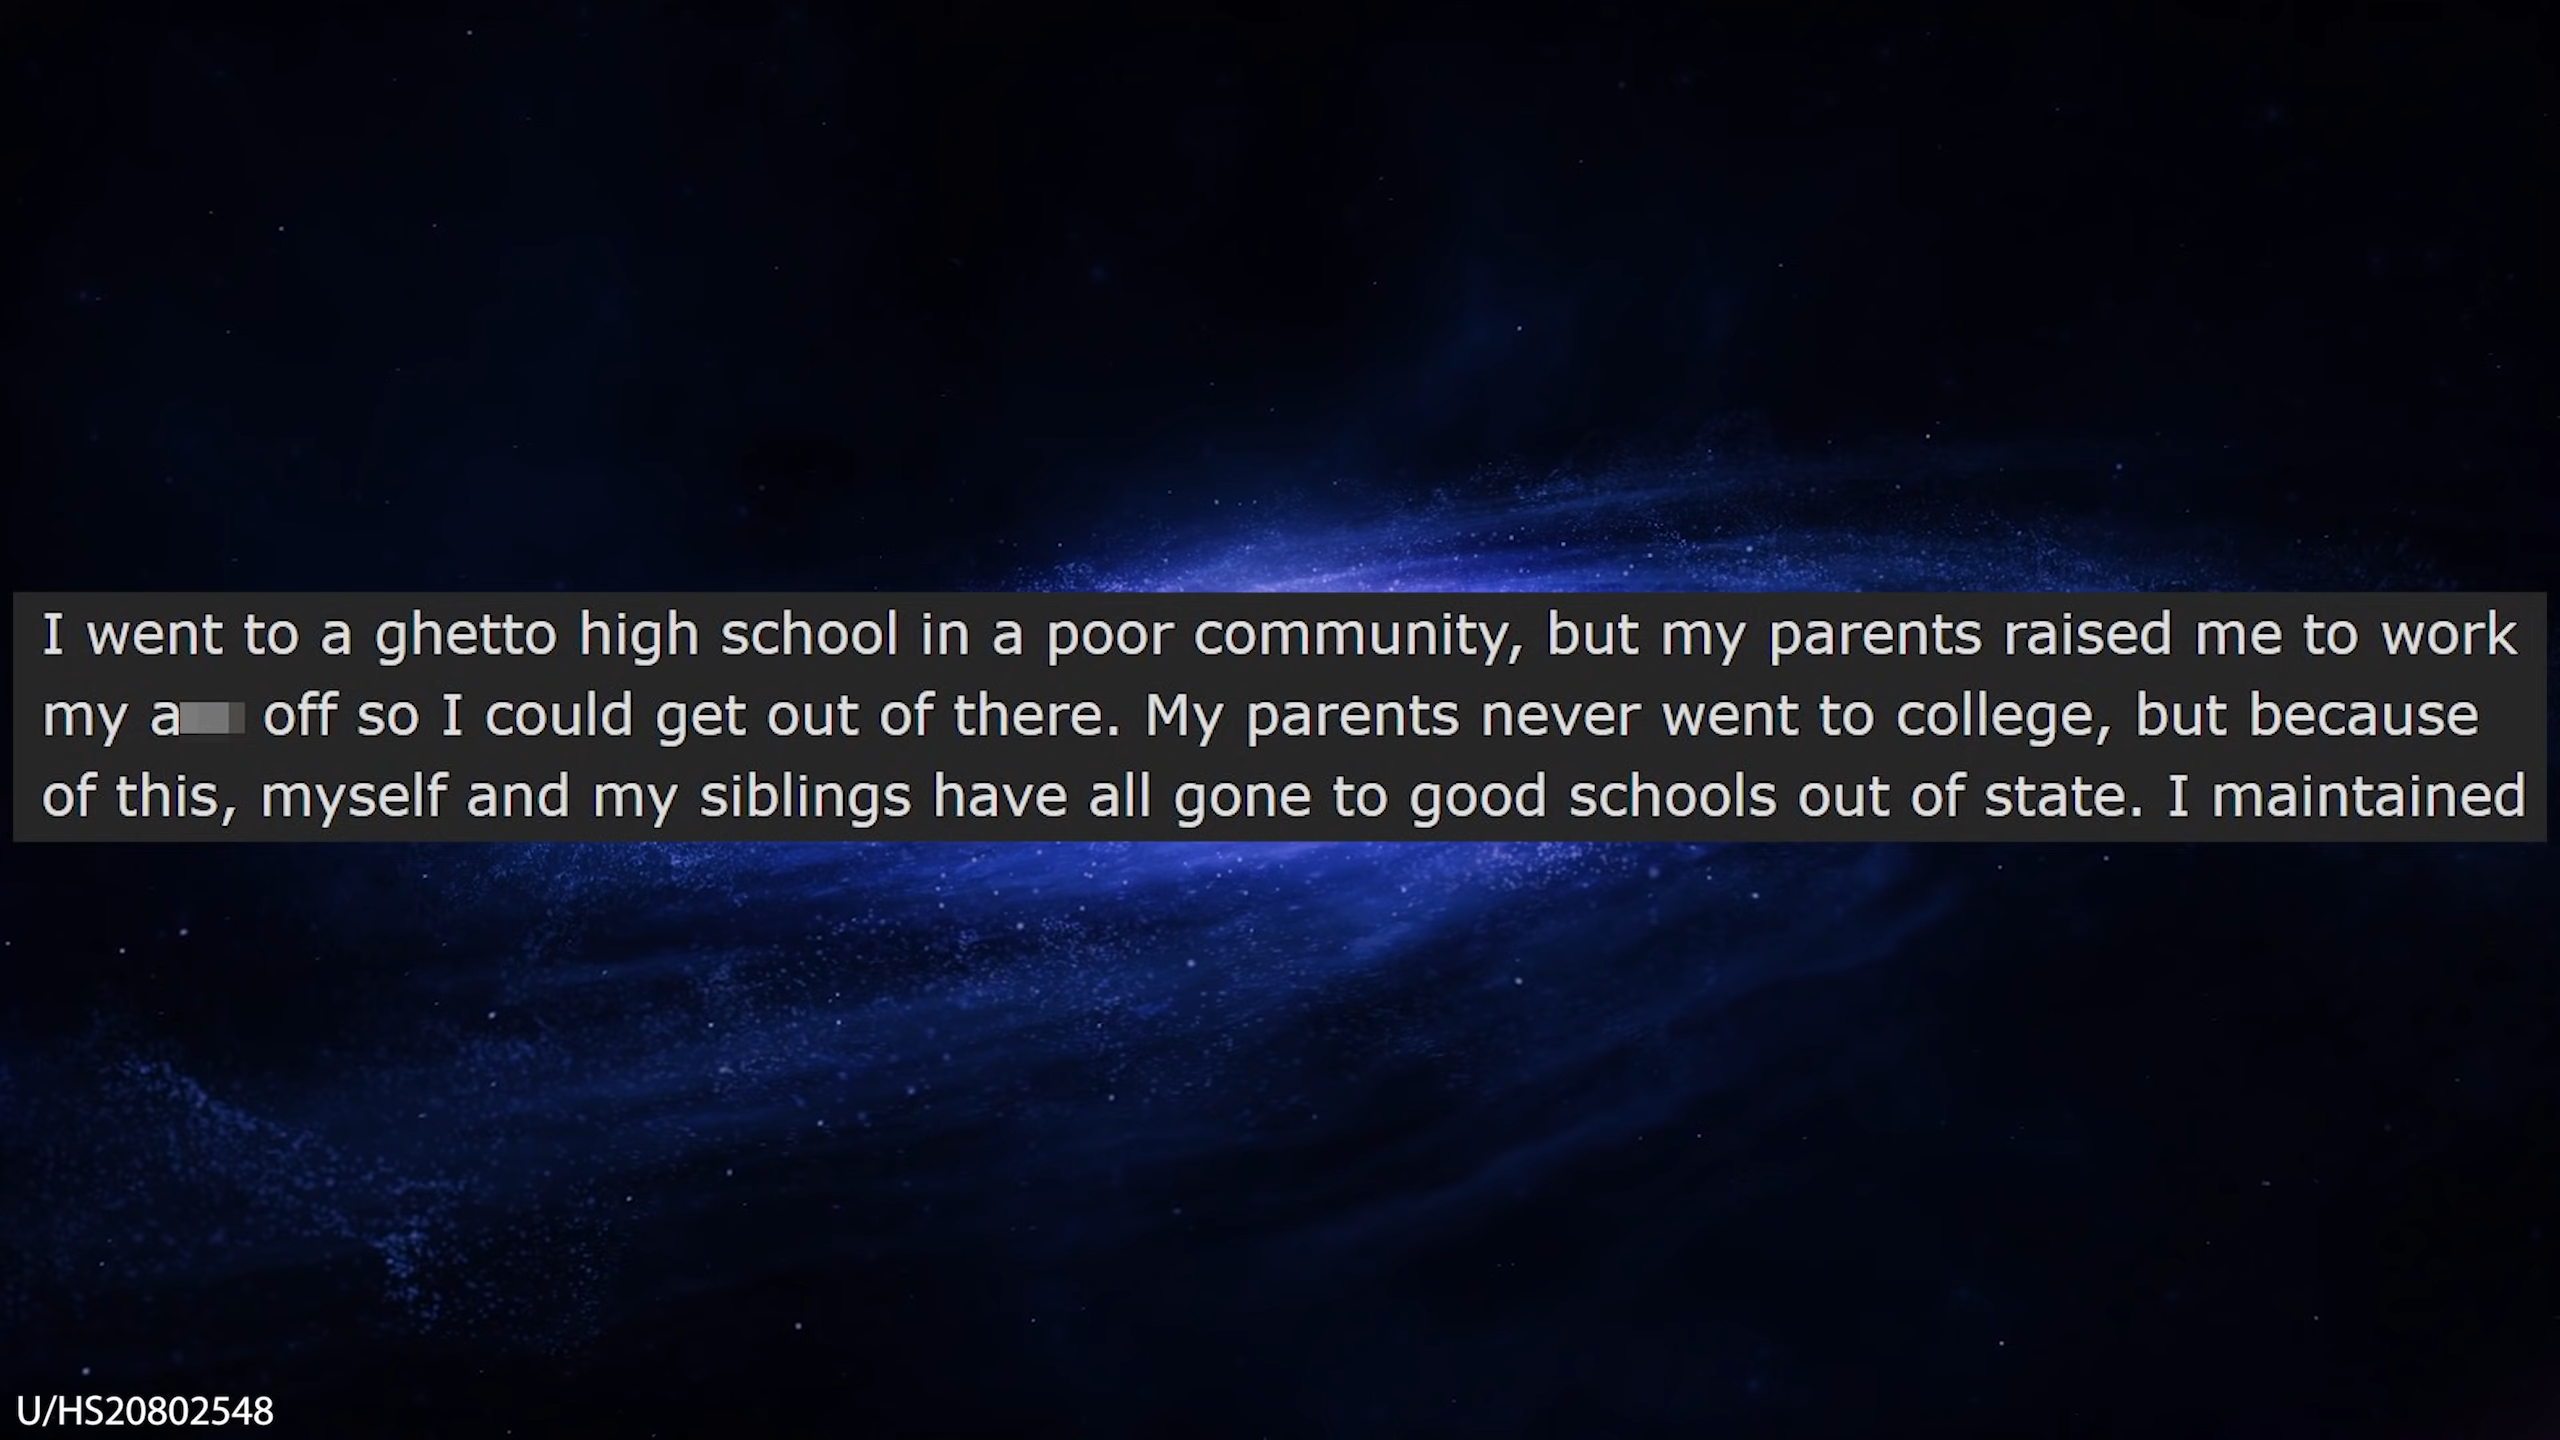 I went to a ghetto high school in a poor community, but my parents raised me to work
my a off so I could get out of there. My parents never went to college, but because
of this, myself and my siblings have all gone to good schools out of state. I maintained
U/HS20802548